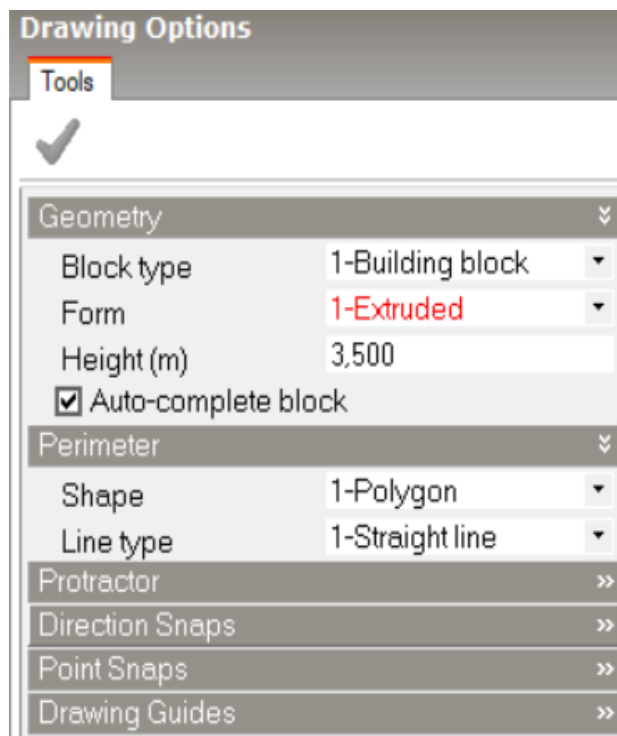 Drawing Options
Tools
Geometry
Block type 1-Building block
Form 1-Extruded
Height (m) 3,500
Auto-complete block
Perimeter
Shape 1-Polygon
Line type 1-Straight line
Protractor
Direction Snaps
Point Snaps
Drawing Guides